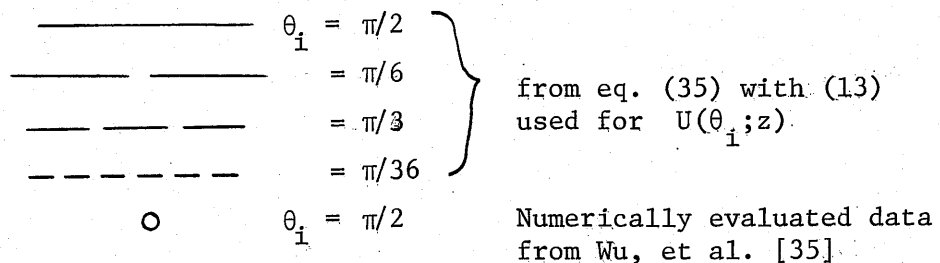 θi = π/2
= π/6
= π/3
= π/36
from eq. (35) with (13)
used for U(θi;z)
θi = π/2
Numerically evaluated data
from Wu, et al. [35]